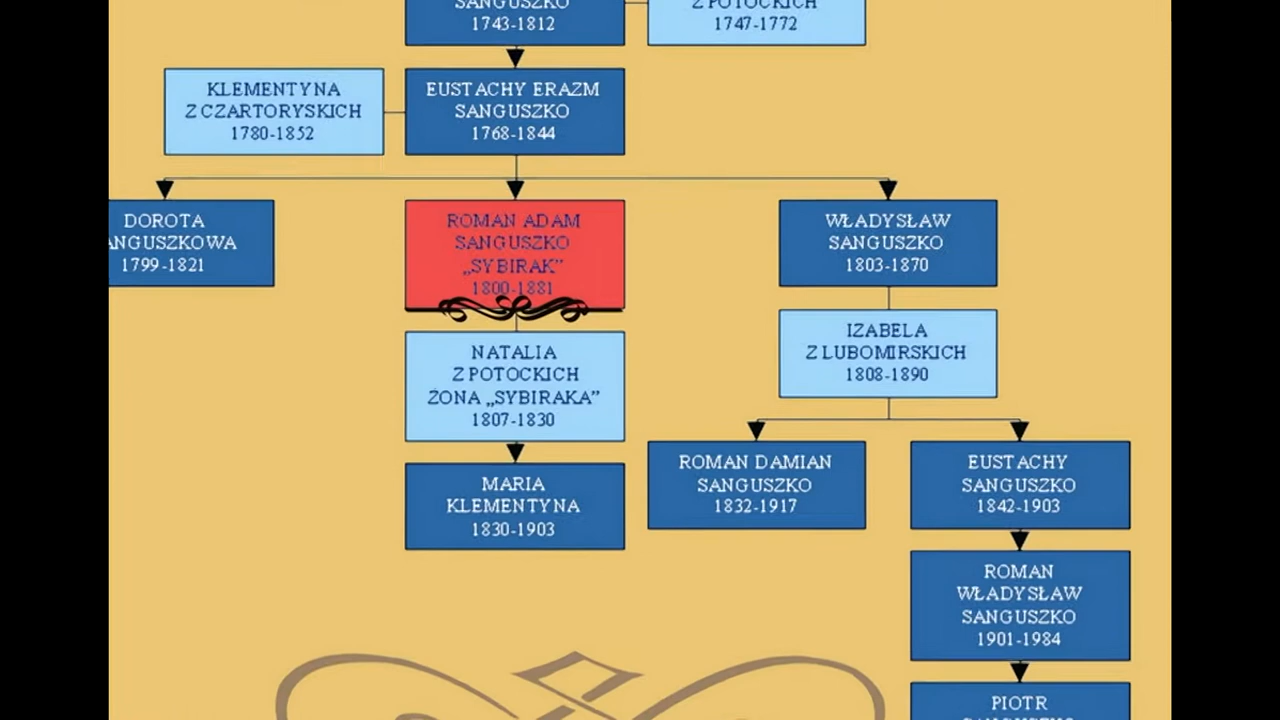 SANGUSZKO
1743-1812
Z POTOCKICH
1747-1772
KLEMENTYNA
Z CZARTORYSKICH
1780-1852
EUSTACHY ERAZM
SANGUSZKO
1768-1844
DOROTA
ANGUSZKOWA
1799-1821
ROMAN ADAM
SANGUSZKO
„SYBIRAK”
1800-1881
WŁADYSŁAW
SANGUSZKO
1803-1870
NATALIA
Z POTOCKICH
ŻONA „SYBIRAKA”
1807-1830
IZABELA
Z LUBOMIRSKICH
1808-1890
MARIA
KLEMENTYNA
1830-1903
ROMAN DAMIAN
SANGUSZKO
1832-1917
EUSTACHY
SANGUSZKO
1842-1903
ROMAN
WŁADYSŁAW
SANGUSZKO
1901-1984
PIOTR